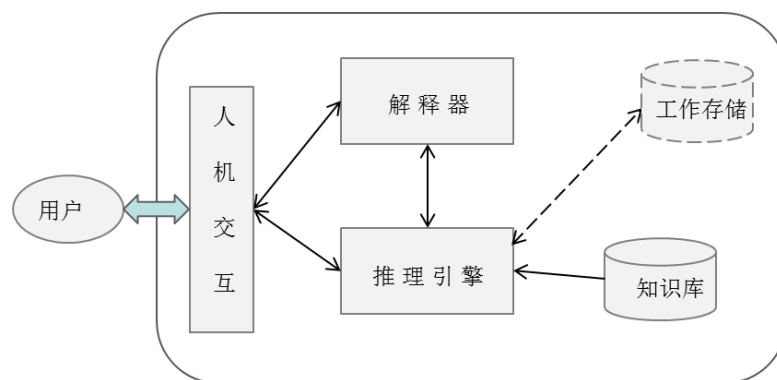 用户
人机交互
解释器
推理引擎
工作存储
知识库